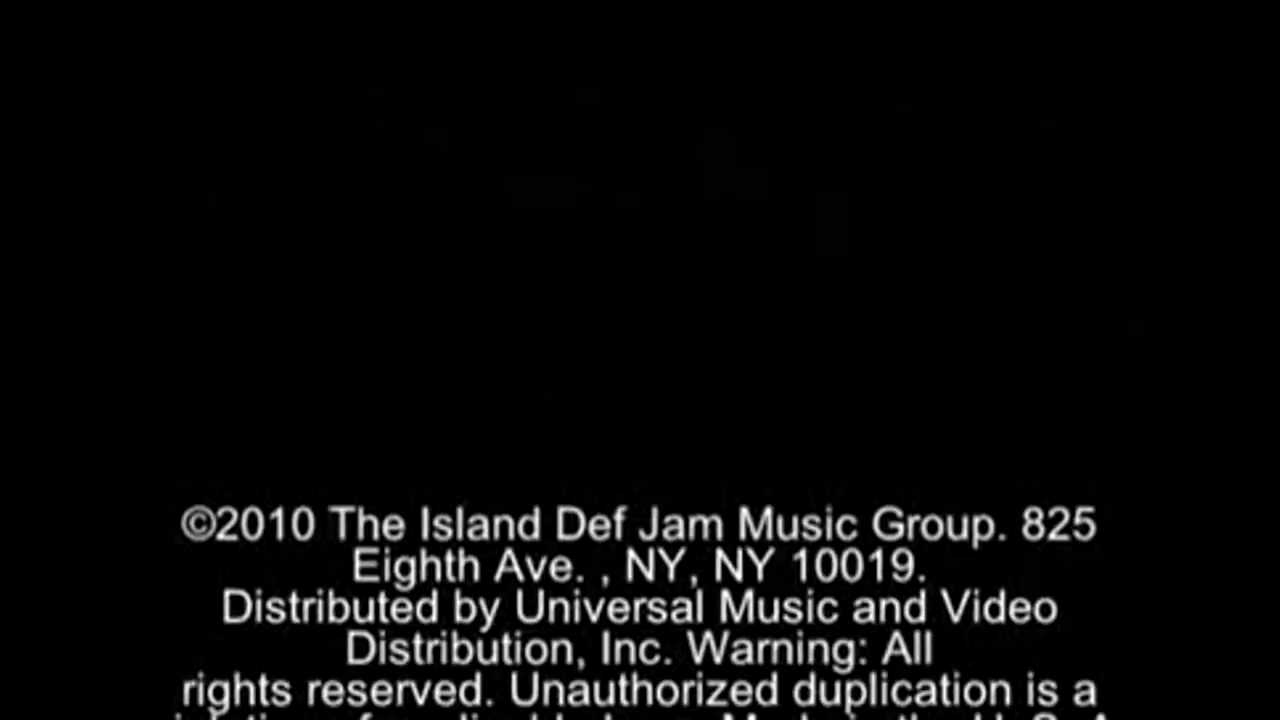 ©2010 The Island Def Jam Music Group. 825
Eighth Ave. , NY, NY 10019.
Distributed by Universal Music and Video
Distribution, Inc. Warning: All
rights reserved. Unauthorized duplication is a